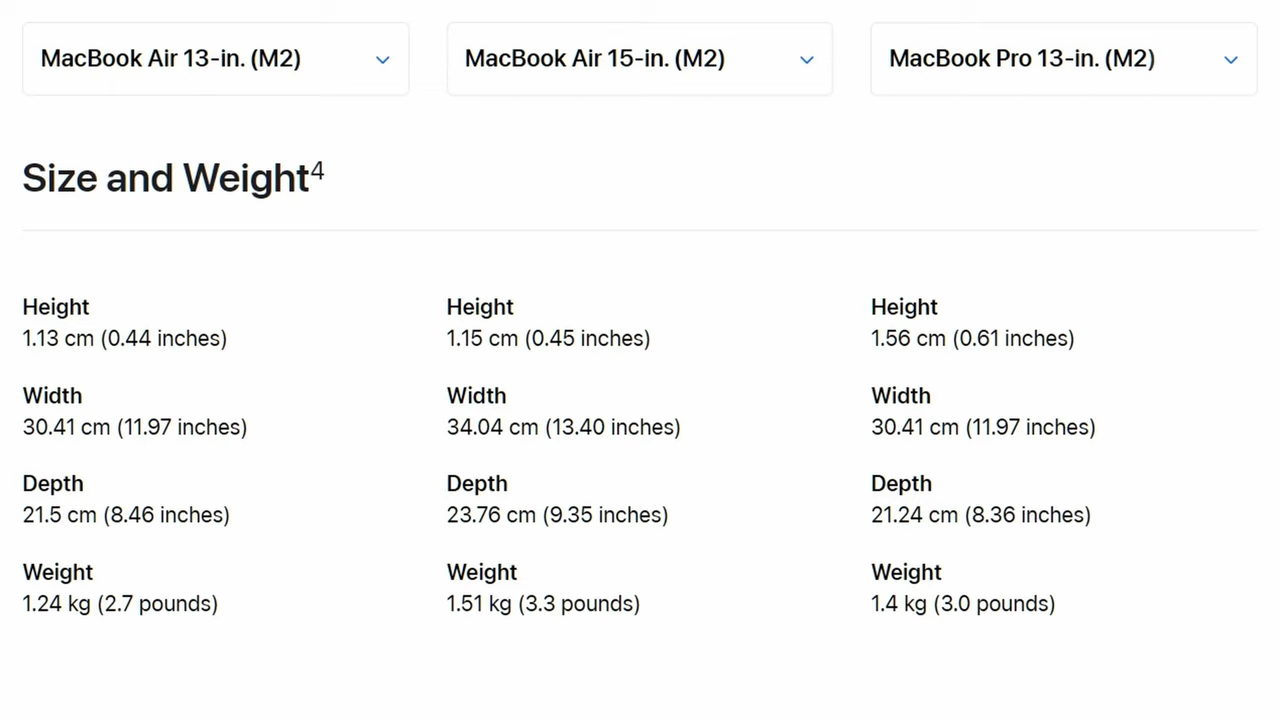 MacBook Air 13-in. (M2)
MacBook Air 15-in. (M2)
MacBook Pro 13-in. (M2)
Size and Weight4
Height
1.13 cm (0.44 inches)
Width
30.41 cm (11.97 inches)
Depth
21.5 cm (8.46 inches)
Weight
1.24 kg (2.7 pounds)
Height
1.15 cm (0.45 inches)
Width
34.04 cm (13.40 inches)
Depth
23.76 cm (9.35 inches)
Weight
1.51 kg (3.3 pounds)
Height
1.56 cm (0.61 inches)
Width
30.41 cm (11.97 inches)
Depth
21.24 cm (8.36 inches)
Weight
1.4 kg (3.0 pounds)